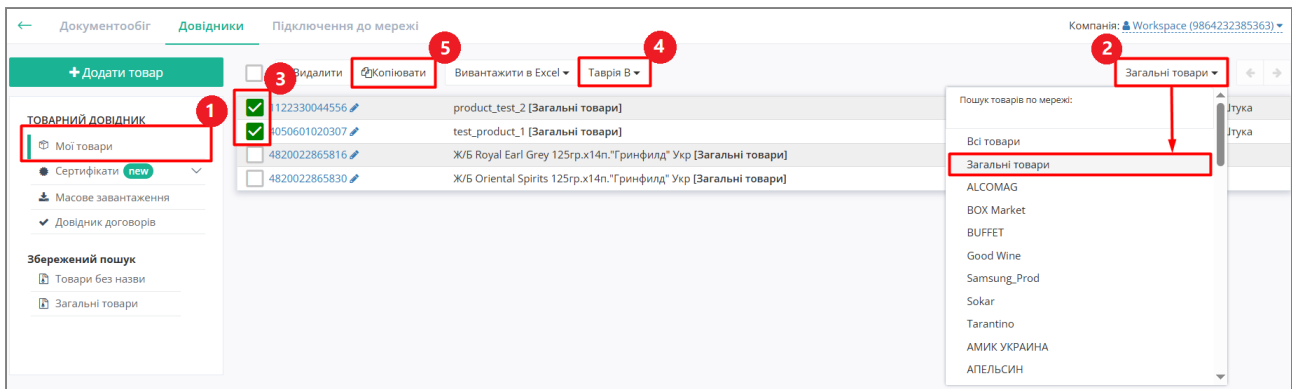 ← Документообіг Довідники Підключення до мережі Компанія: Workspace (9864232385363)
5 4 2
+ Додати товар
3 Видалити Копіювати Вивантажити в Excel Таврія В Загальні товари ← →
1 1122330044556 product_test_2 [Загальні товари] Пошук товарів по мережі: Штука
ТОВАРНИЙ ДОВІДНИК
4050601020307 test_product_1 [Загальні товари] Штука
Мої товари 4820022865816 Ж/Б Royal Earl Grey 125гр.х14п."Гринфилд" Укр [Загальні товари] Всі товари
Сертифікати new 4820022865830 Ж/Б Oriental Spirits 125гр.х14п."Гринфилд" Укр [Загальні товари] Загальні товари
Масове завантаження ALCOMAG
Довідник договорів BOX Market
BUFFET
Збережений пошук Good Wine
Товари без назви Samsung_Prod
Загальні товари Sokar
Tarantino
АМИК УКРАИНА
АПЕЛЬСИН